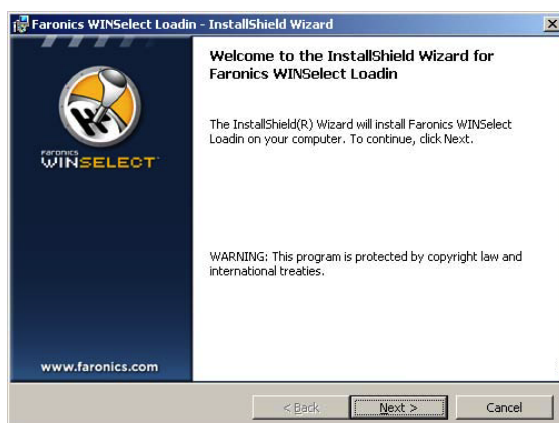 Faronics WINSelect Loadin - InstallShield Wizard
Welcome to the InstallShield Wizard for
Faronics WINSelect Loadin
The InstallShield(R) Wizard will install Faronics WINSelect
Loadin on your computer. To continue, click Next.
WARNING: This program is protected by copyright law and
international treaties.
FARONICS
WINSELECT
www.faronics.com
< Back
Next >
Cancel